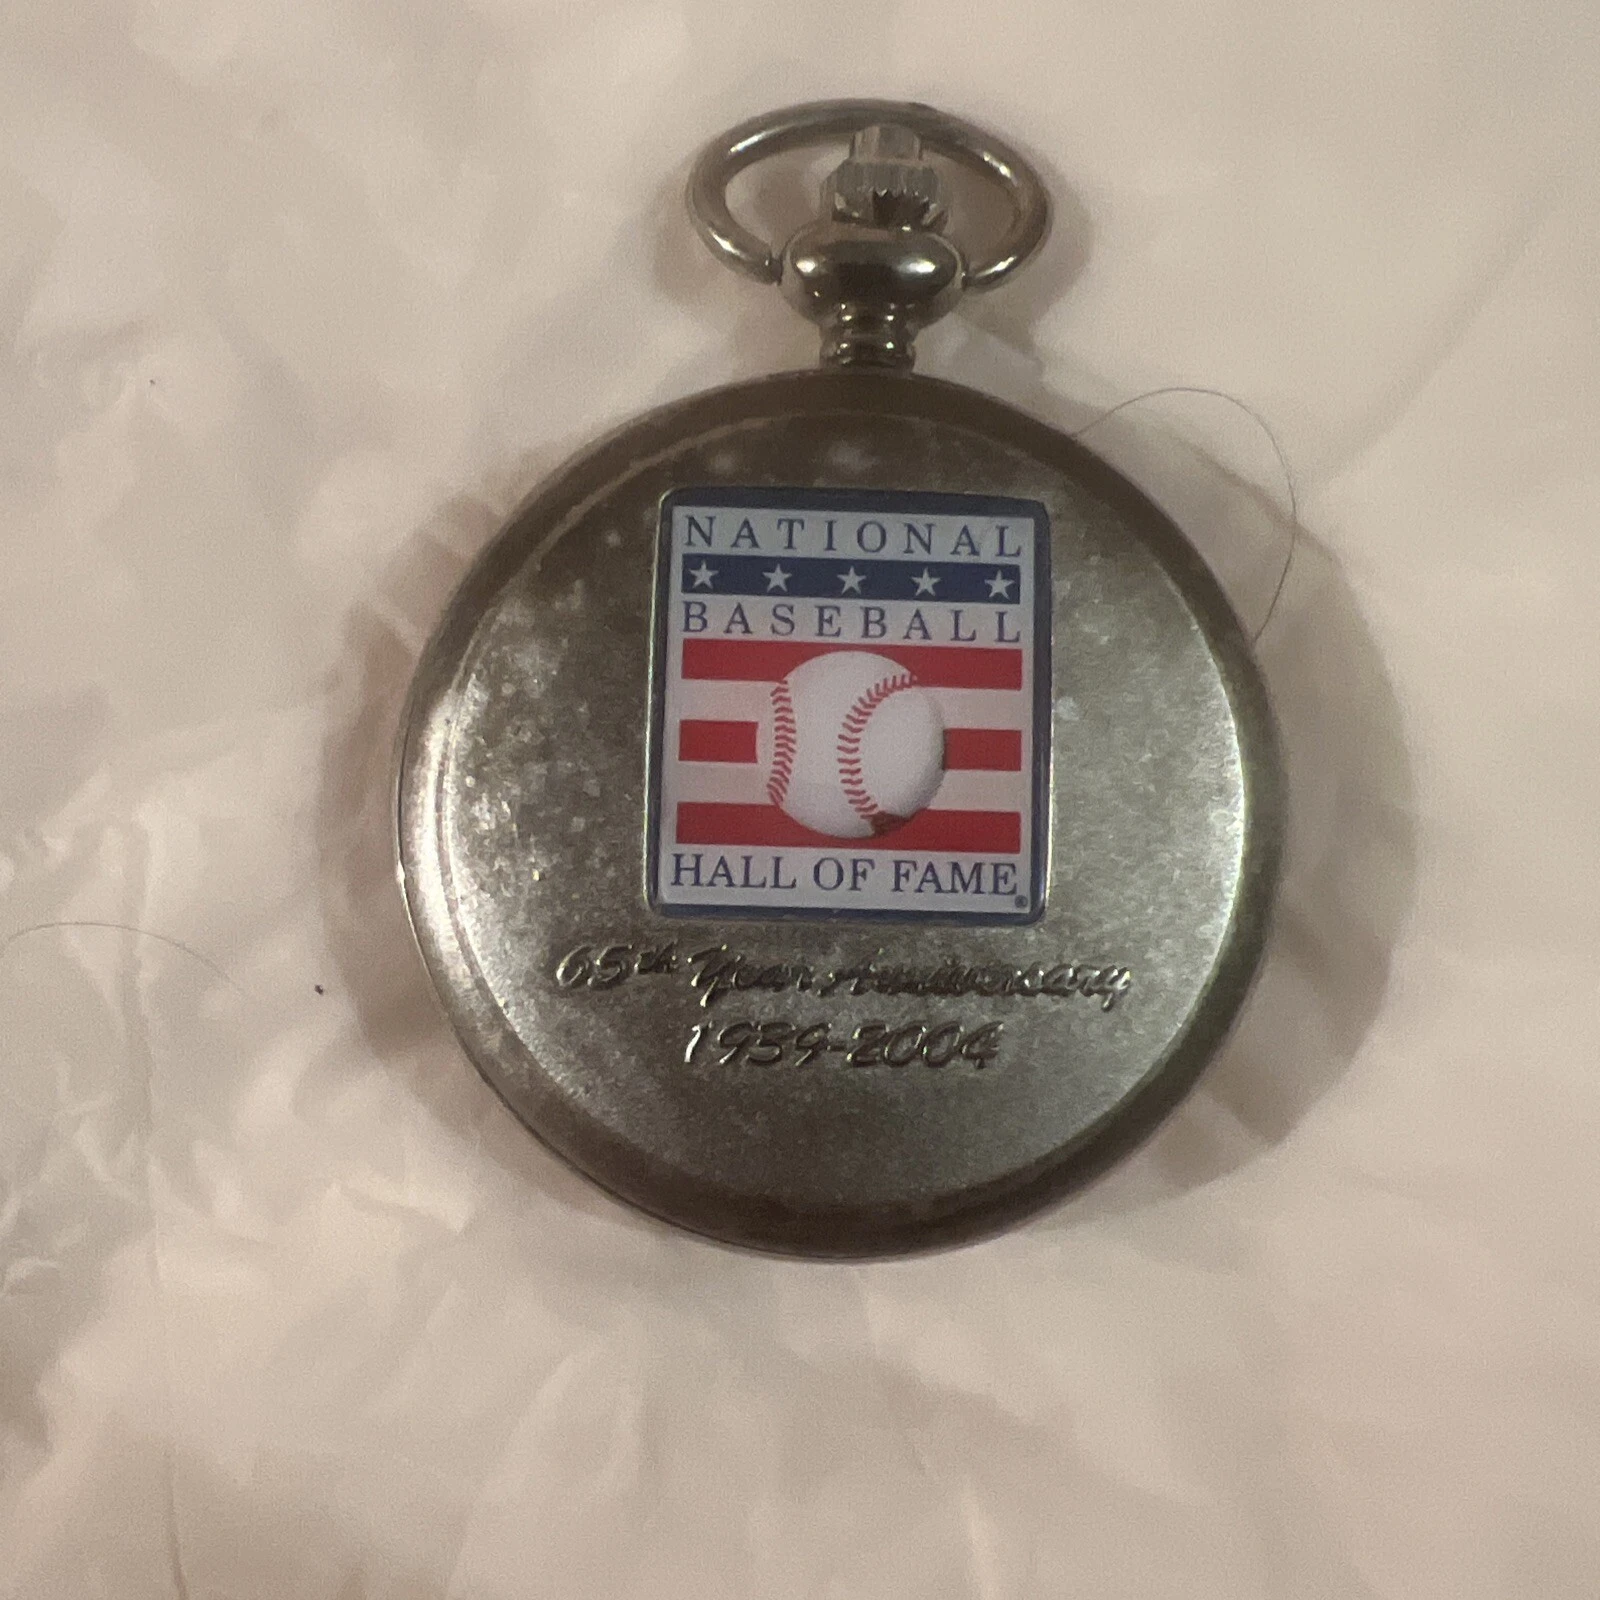 NATIONAL
BASEBALL
HALL OF FAME®
65th Year Anniversary
1939-2004